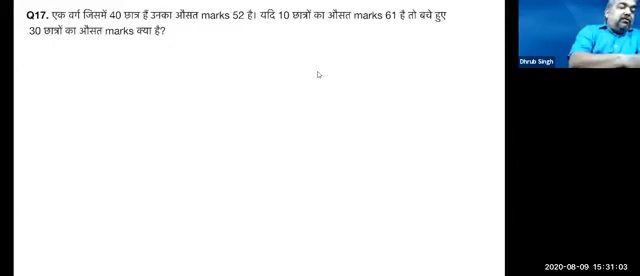 Q17. एक वर्ग जिसमें 40 छात्र हैं उनका औसत marks 52 है। यदि 10 छात्रों का औसत marks 61 है तो बचे हुए
30 छात्रों का औसत marks क्या है?
Dhrub Singh
2020-08-09 15:31:03